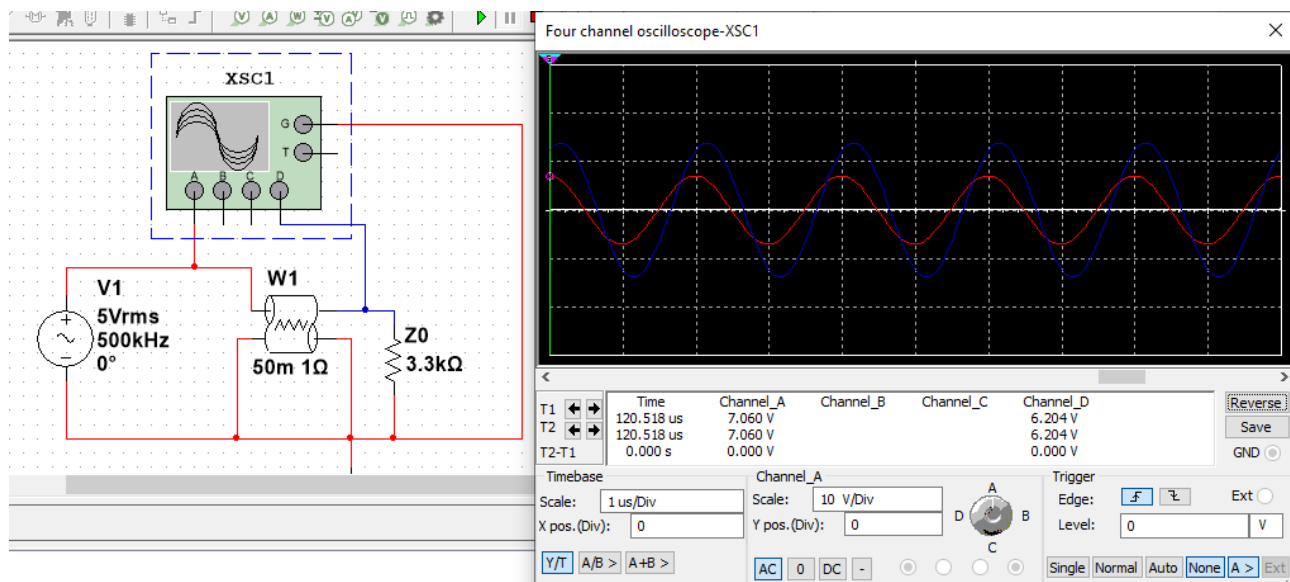 Four channel oscilloscope-XSC1
XSC1
G
T
A B C D
V1
5Vrms
500kHz
0°
W1
50m 1Ω
Z0
3.3kΩ
Time Channel_A Channel_B Channel_C Channel_D
T1 120.518 us 7.060 V 6.204 V
T2 120.518 us 7.060 V 6.204 V
T2-T1 0.000 s 0.000 V 0.000 V
Reverse
Save
GND
Timebase
Scale: 1 us/Div
X pos.(Div): 0
Y/T A/B > A+B >
Channel_A
Scale: 10 V/Div
Y pos.(Div): 0
AC 0 DC -
A
D B
C
Trigger
Edge: Ext
Level: 0 V
Single Normal Auto None A > Ext